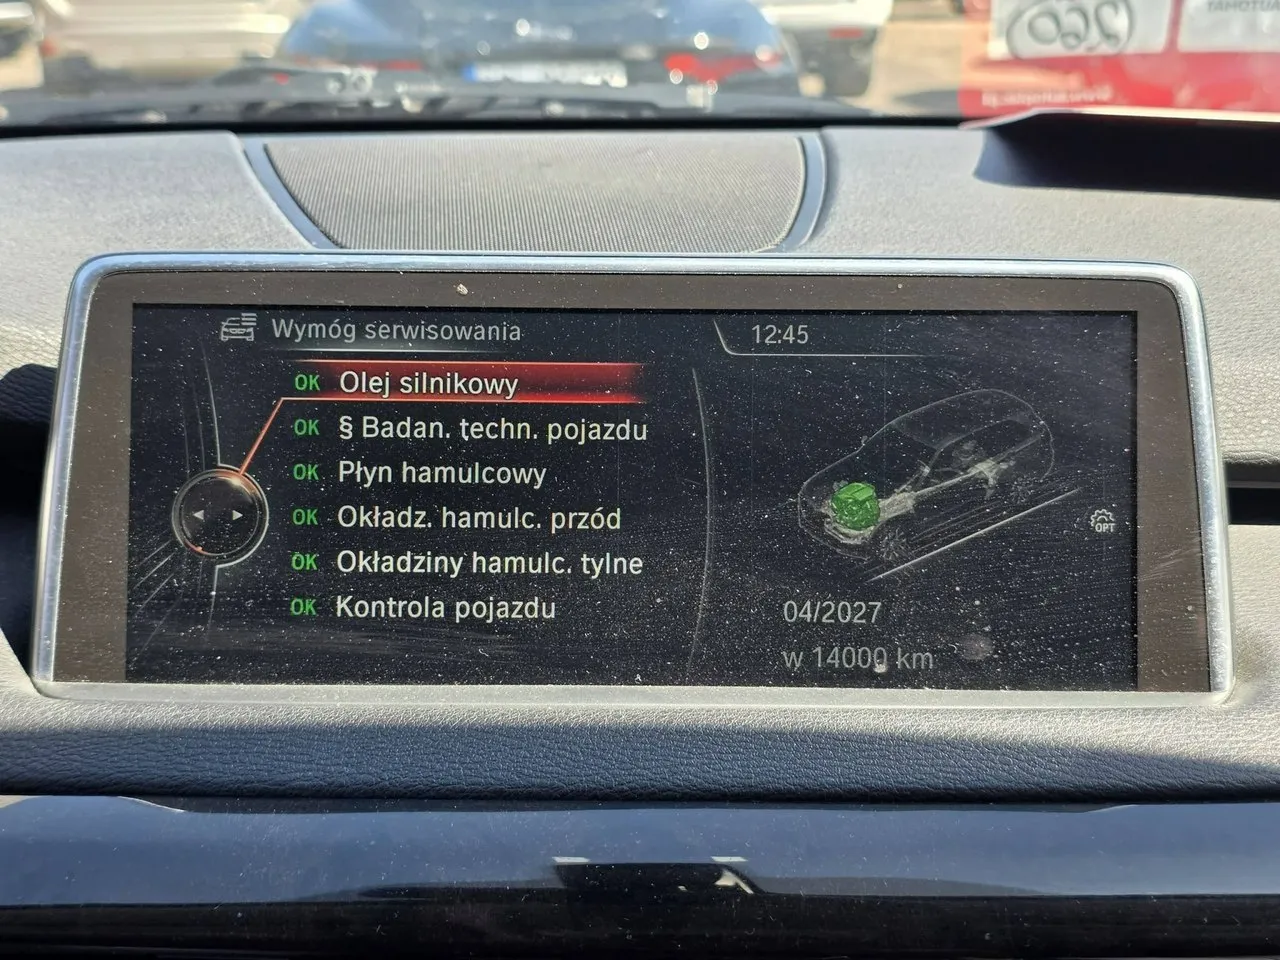 Wymóg serwisowania
12:45
OK Olej silnikowy
OK § Badan. techn. pojazdu
OK Płyn hamulcowy
OK Okładz. hamulc. przód
OK Okładziny hamulc. tylne
OK Kontrola pojazdu
OPT
04/2027
w 14000 km